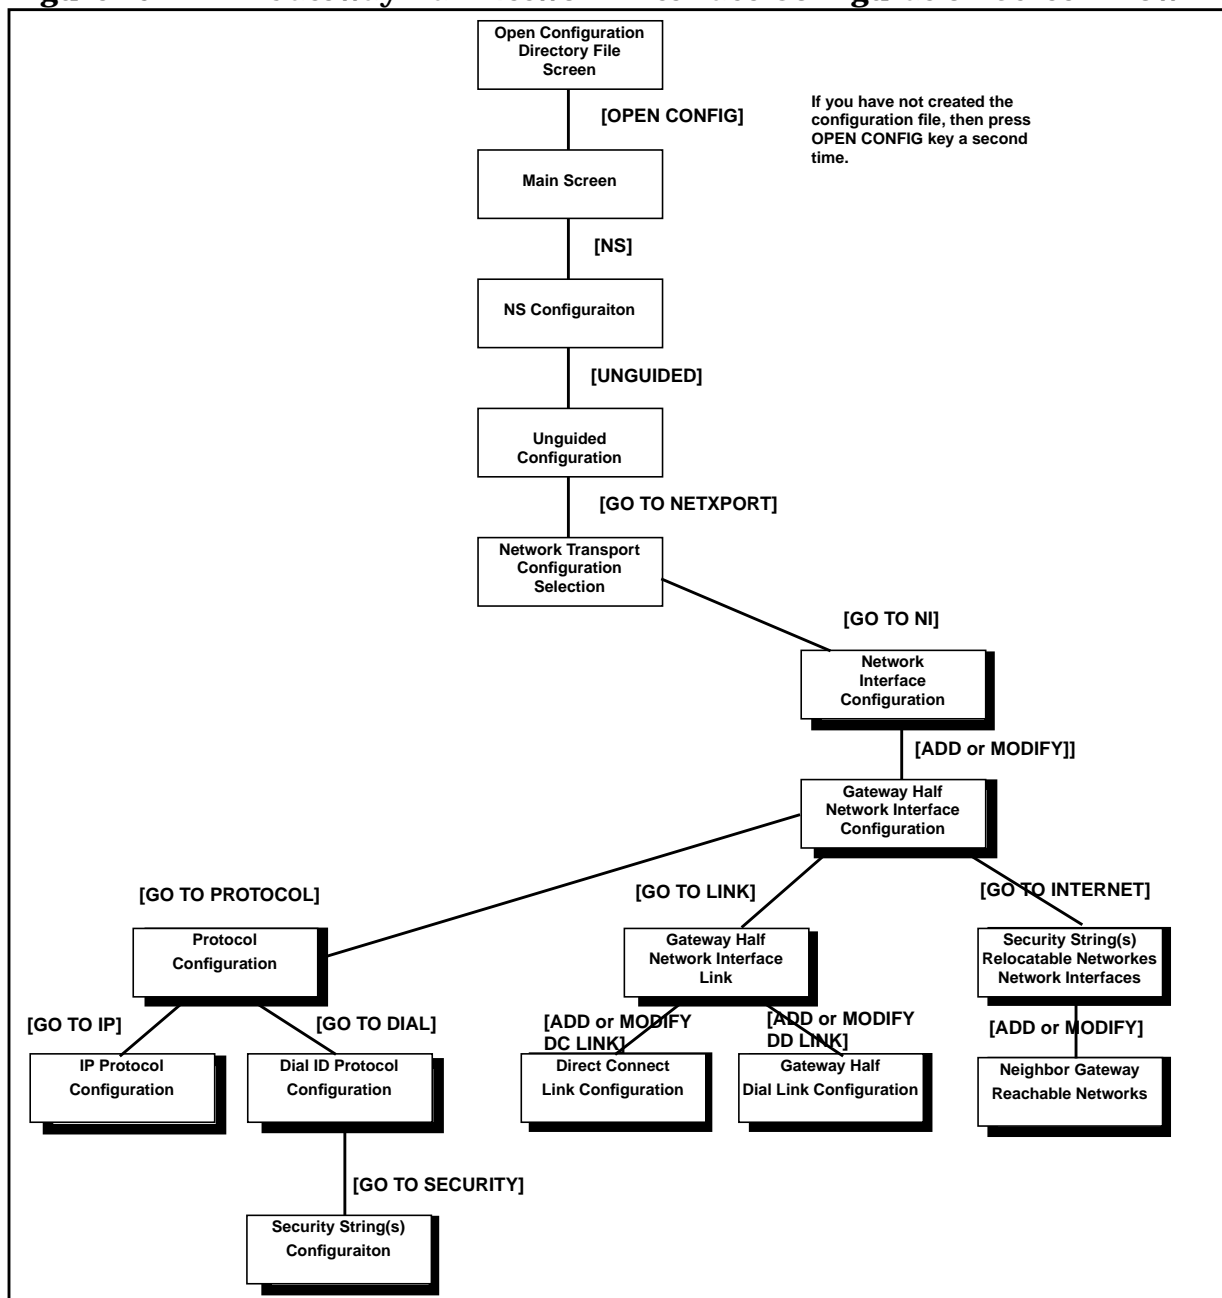 Open Configuration
Directory File
Screen
[OPEN CONFIG]
If you have not created the
configuration file, then press
OPEN CONFIG key a second
time.
Main Screen
[NS]
NS Configuraiton
[UNGUIDED]
Unguided
Configuration
[GO TO NETXPORT]
Network Transport
Configuration
Selection
[GO TO NI]
Network
Interface
Configuration
[ADD or MODIFY]]
Gateway Half
Network Interface
Configuration
[GO TO PROTOCOL]
[GO TO LINK]
[GO TO INTERNET]
Protocol
Configuration
Gateway Half
Network Interface
Link
Security String(s)
Relocatable Networkes
Network Interfaces
[GO TO IP]
[GO TO DIAL]
[ADD or MODIFY
DC LINK]
[ADD or MODIFY
DD LINK]
[ADD or MODIFY]
IP Protocol
Configuration
Dial ID Protocol
Configuration
Direct Connect
Link Configuration
Gateway Half
Dial Link Configuration
Neighbor Gateway
Reachable Networks
[GO TO SECURITY]
Security String(s)
Configuraiton